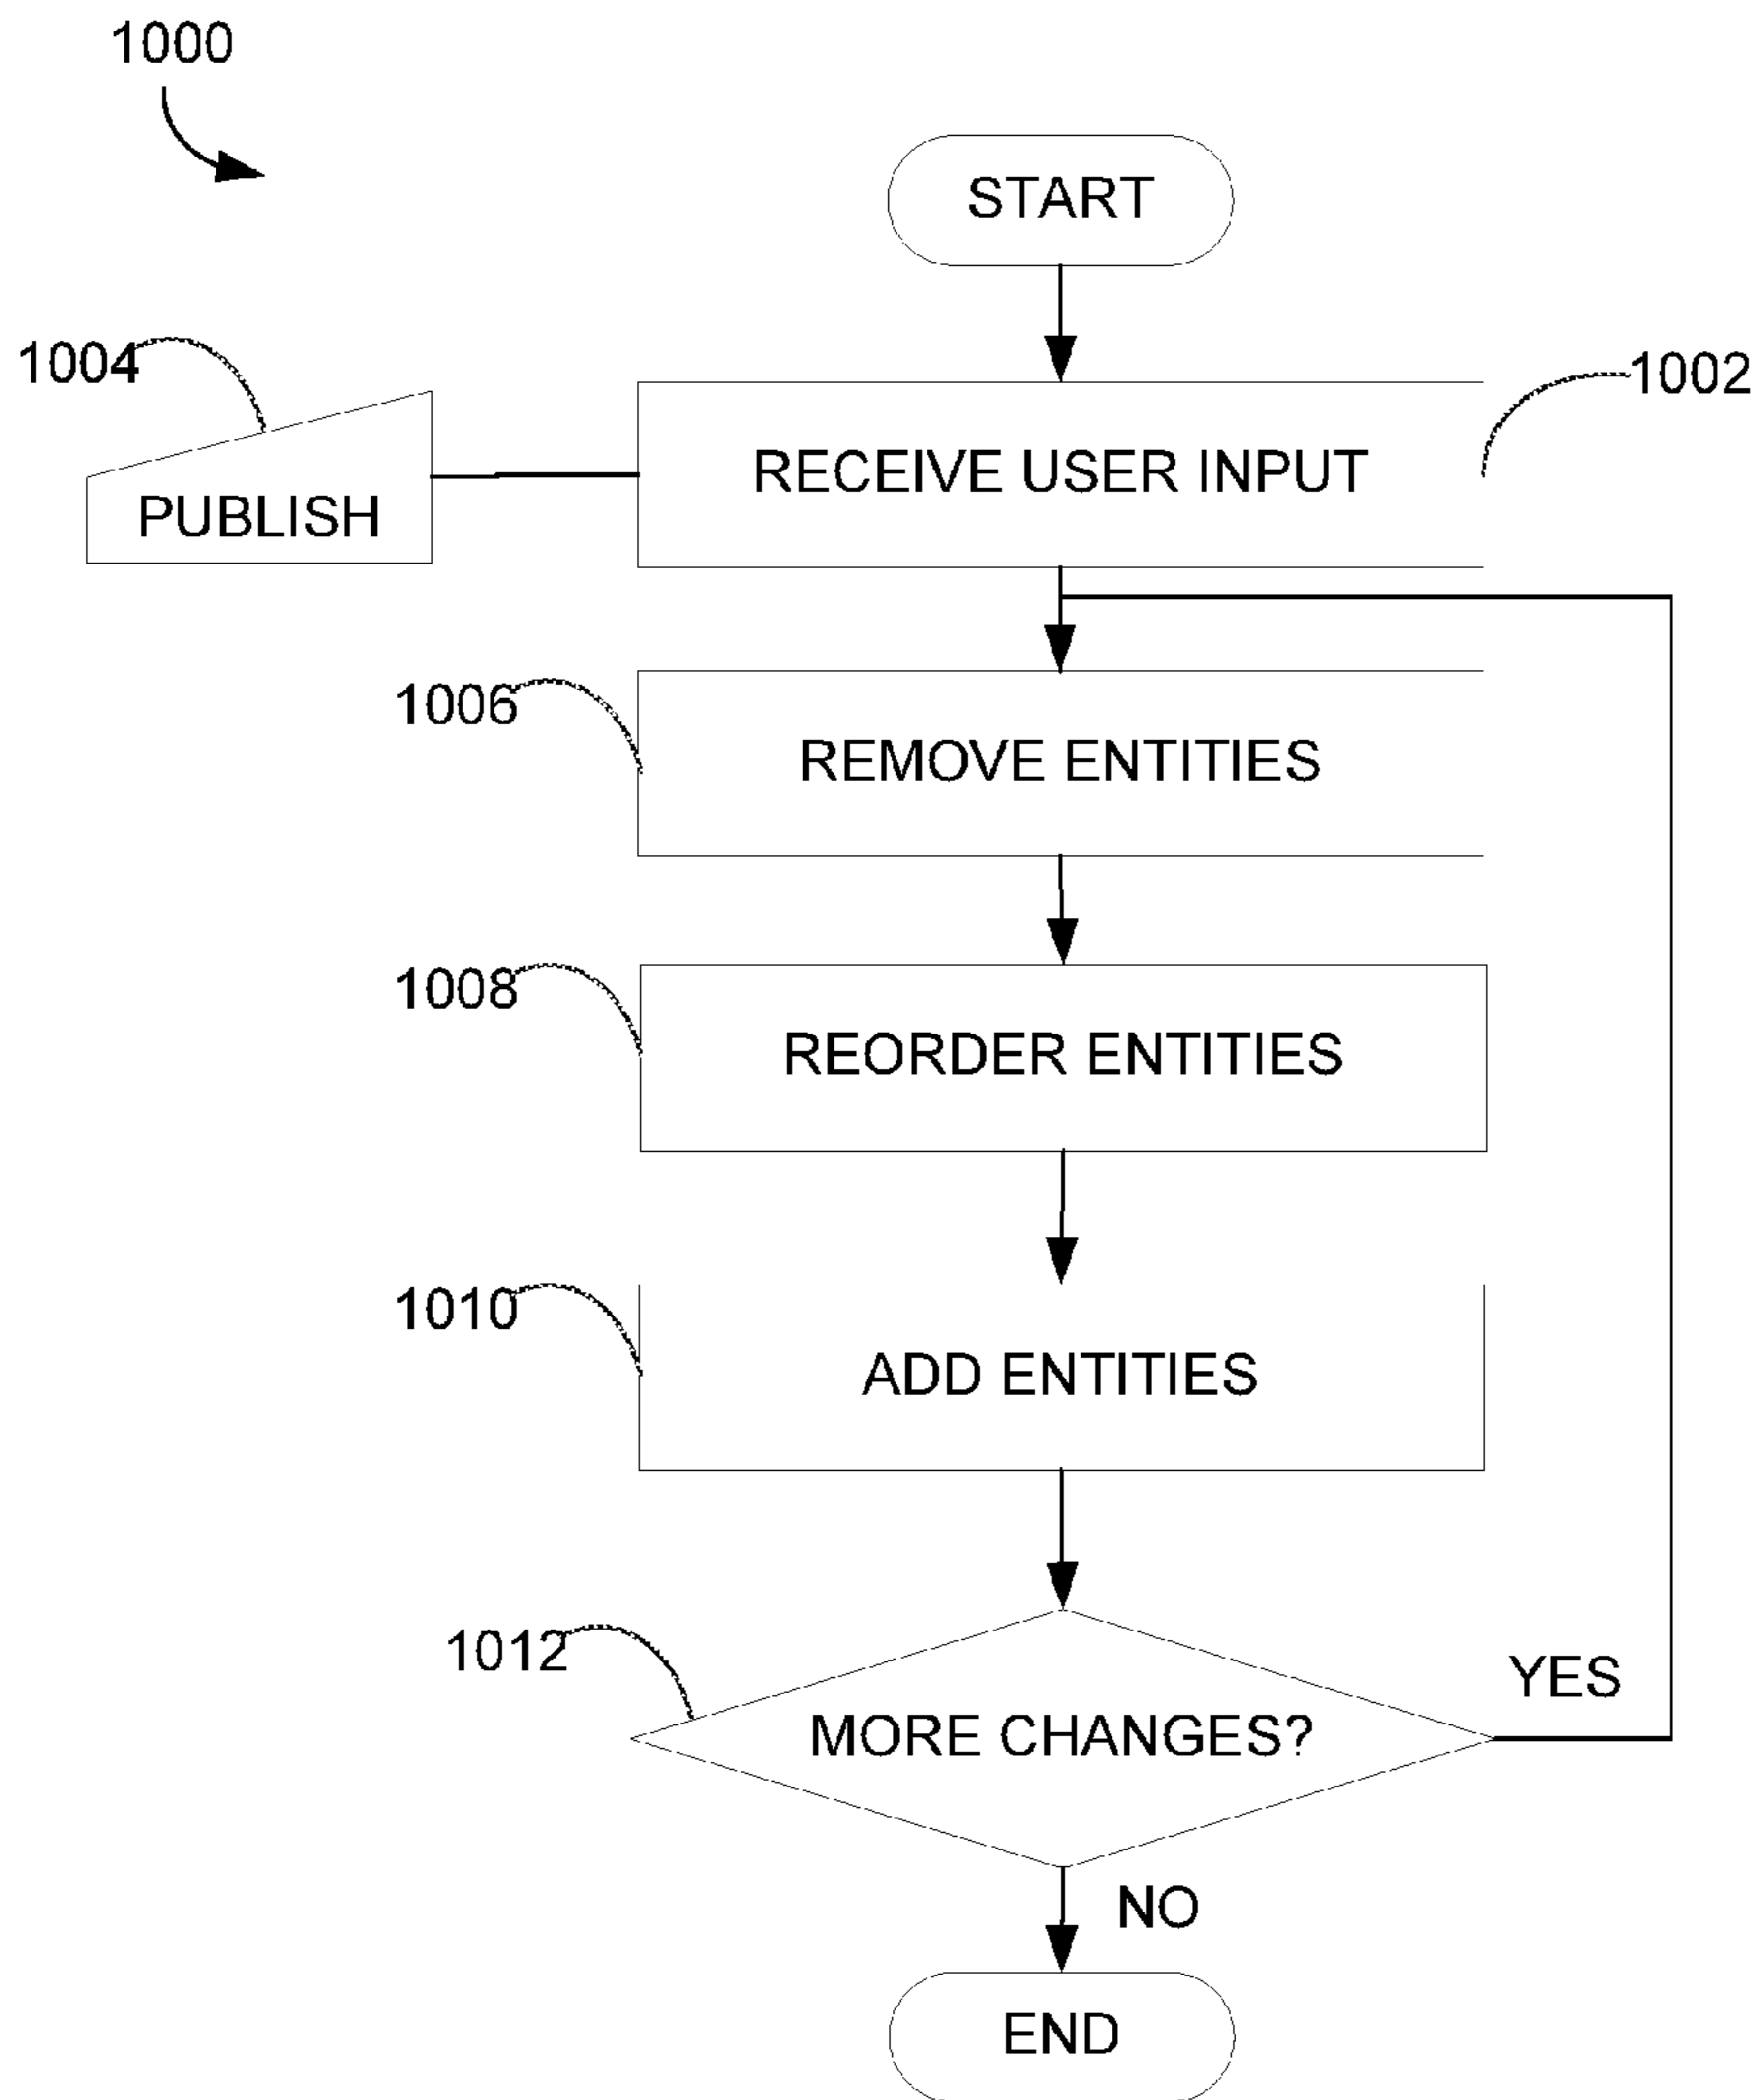 1000
START
1004
1002
RECEIVE USER INPUT
PUBLISH
1006
REMOVE ENTITIES
1008
REORDER ENTITIES
1010
ADD ENTITIES
1012
YES
MORE CHANGES?
NO
END